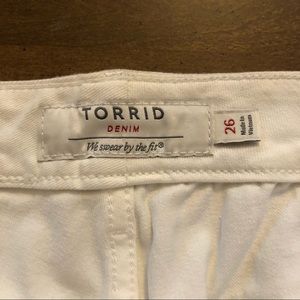 TORRID
DENIM
We swear by the fit®
26
Made in
Vietnam